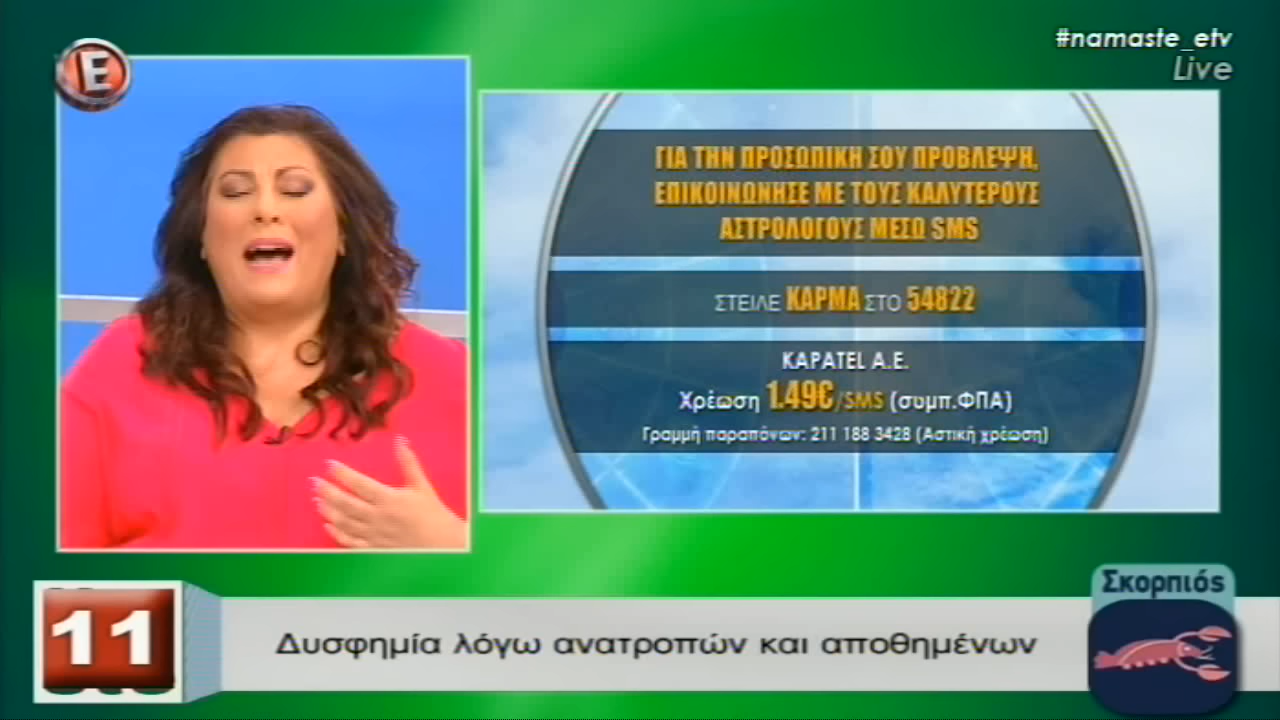 #namaste_etv
Live
E
ΓΙΑ ΤΗΝ ΠΡΟΣΩΠΙΚΗ ΣΟΥ ΠΡΟΒΛΕΨΗ,
ΕΠΙΚΟΙΝΩΝΗΣΕ ΜΕ ΤΟΥΣ ΚΑΛΥΤΕΡΟΥΣ
ΑΣΤΡΟΛΟΓΟΥΣ ΜΕΣΩ SMS
ΣΤΕΙΛΕ ΚΑΡΜΑ ΣΤΟ 54822
KAPATEL A.E.
Χρέωση 1.49€/SMS (συμπ.ΦΠΑ)
Γραμμή παραπόνων: 211 188 3428 (Αστική χρέωση)
Σκορπιός
11
Δυσφημία λόγω ανατροπών και αποθημένων